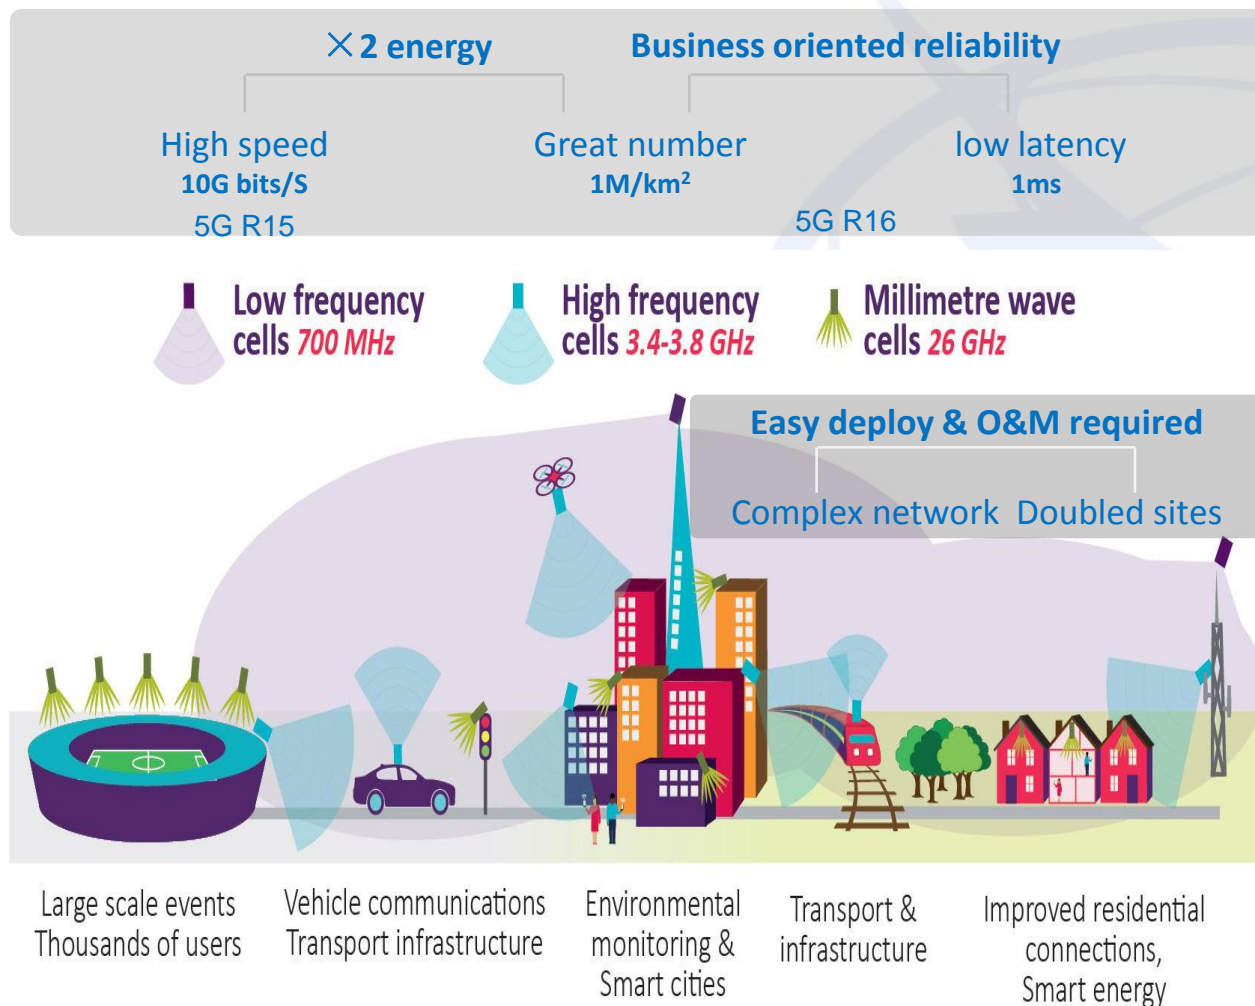 ×2 energy
Business oriented reliability
High speed
10G bits/S
5G R15
Great number
1M/km²
low latency
1ms
5G R16
Low frequency
cells 700 MHz
High frequency
cells 3.4-3.8 GHz
Millimetre wave
cells 26 GHz
Easy deploy & O&M required
Complex network
Doubled sites
Large scale events
Thousands of users
Vehicle communications
Transport infrastructure
Environmental
monitoring &
Smart cities
Transport &
infrastructure
Improved residential
connections,
Smart energy